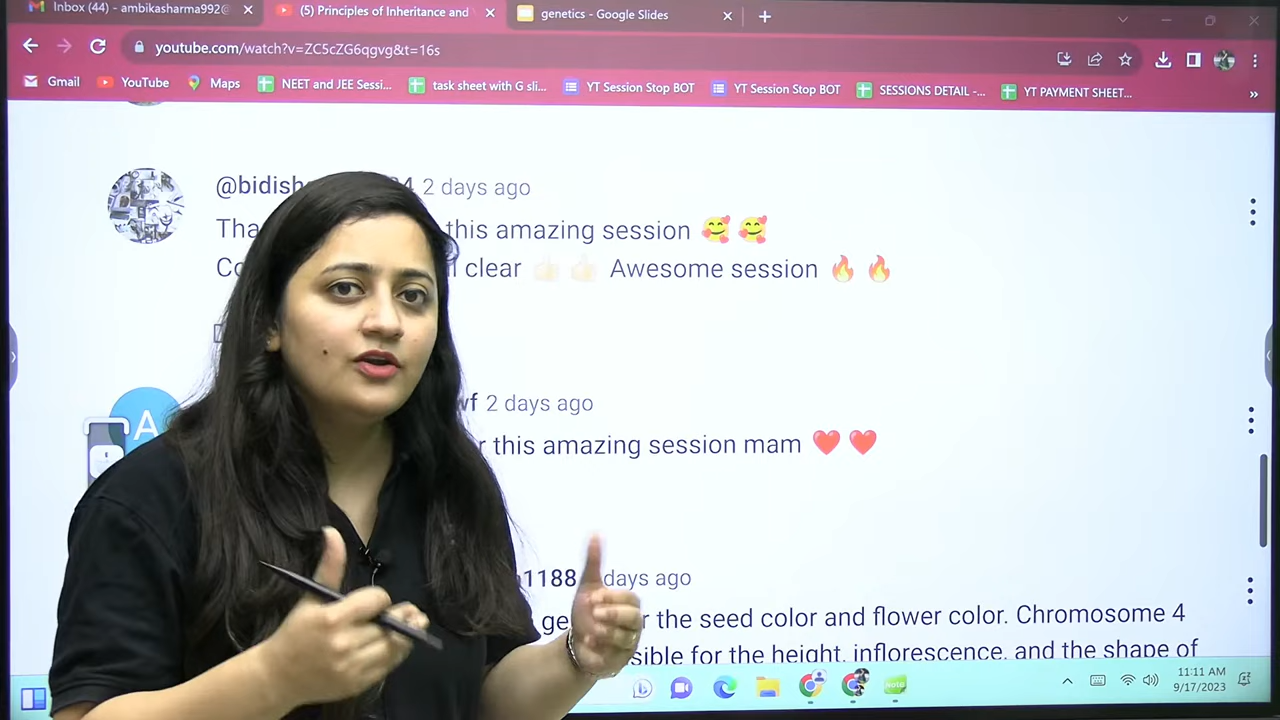 Inbox (44) - ambikasharma992@
(5) Principles of Inheritance and
genetics - Google Slides
youtube.com/watch?v=ZC5cZG6qgvg&t=16s
Gmail
YouTube
Maps
NEET and JEE Sessi...
task sheet with G sli...
YT Session Stop BOT
YT Session Stop BOT
SESSIONS DETAIL -...
YT PAYMENT SHEET...
2 days ago
this amazing session 🥰 🥰
clear 👍🏻 👍🏻 Awesome session 🔥 🔥
A
2 days ago
this amazing session mam ❤️ ❤️
days ago
the seed color and flower color. Chromosome 4
for the height, inflorescence, and the shape of
11:11 AM
9/17/2023